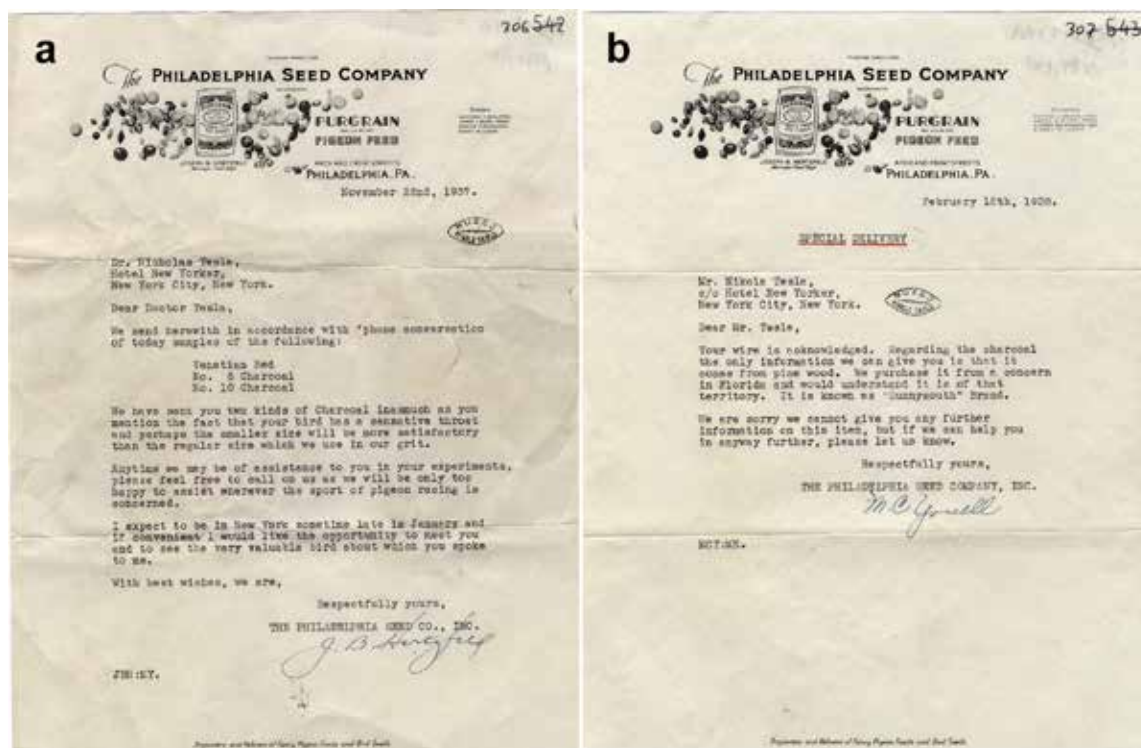 a
306 542
The PHILADELPHIA SEED COMPANY
PURGRAIN
PIGEON FEED
PHILADELPHIA, PA.
November 22nd, 1937.
Dr. Nicholas Tesla,
Hotel New Yorker,
New York City, New York.
Dear Doctor Tesla,
We send herewith in accordance with 'phone conversation
of today samples of the following:
Venetian Red
No. 8 Charcoal
No. 10 Charcoal
We have sent you two kinds of Charcoal inasmuch as you
mention the fact that your bird has a sensative throat
and perhaps the smaller size will be more satisfactory
than the regular size which we use in our grit.
Anytime we may be of assistance to you in your experiments,
please feel free to call on us as we will be only too
happy to assist wherever the sport of pigeon racing is
concerned.
I expect to be in New York sometime late in January and
if convenient I would like the opportunity to meet you
and to see the very valuable bird about which you spoke
to me.
With best wishes, we are,
Respectfully yours,
THE PHILADELPHIA SEED CO., INC.
b
307 543
The PHILADELPHIA SEED COMPANY
PURGRAIN
PIGEON FEED
PHILADELPHIA, PA.
February 1938.
SPECIAL DELIVERY
Mr. Nikola Tesla,
c/o Hotel New Yorker,
New York City, New York.
Dear Mr. Tesla,
Your wire is acknowledged. Regarding the charcoal
the only information we can give you is that it
comes from pine wood. We purchase it from a concern
in Florida and would understand it is of that
territory. It is known as "Sunnysouth" Brand.
We are sorry we cannot give you any further
information on this item, but if we can help you
in anyway further, please let us know.
Respectfully yours,
THE PHILADELPHIA SEED COMPANY, INC.